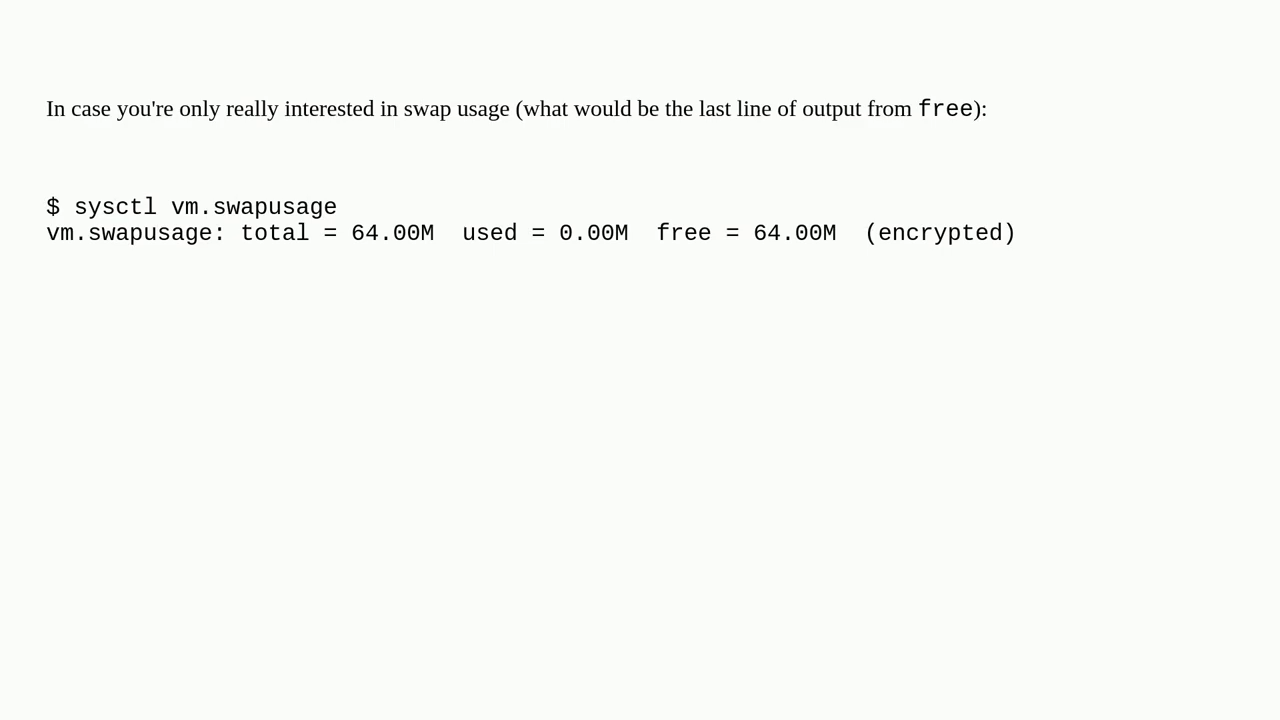 In case you're only really interested in swap usage (what would be the last line of output from free):
$ sysctl vm.swapusage
vm.swapusage: total = 64.00M  used = 0.00M  free = 64.00M  (encrypted)